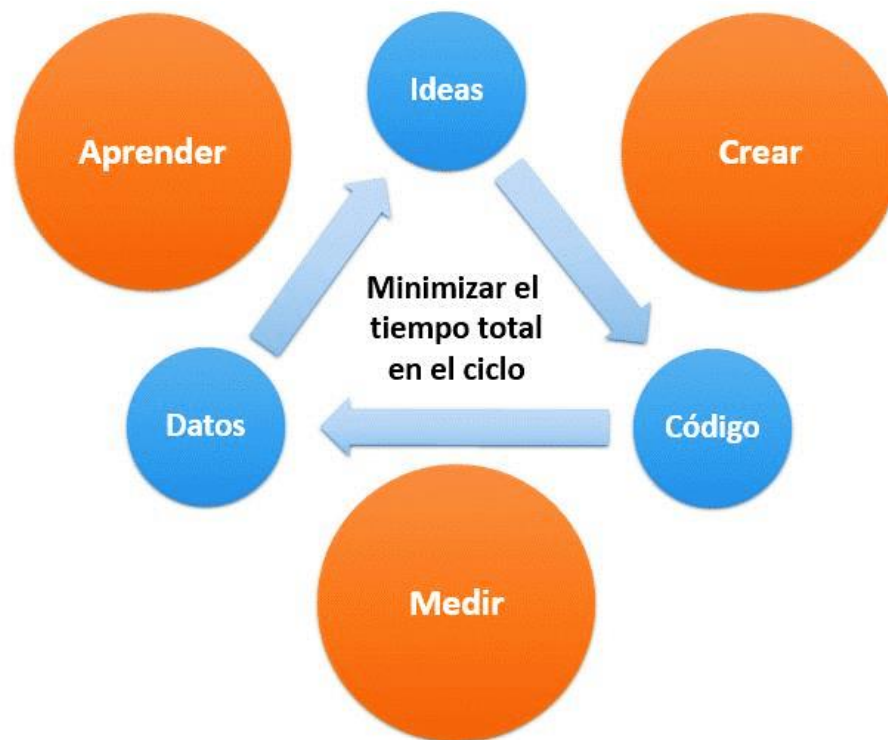 Ideas
Aprender
Crear
Minimizar el
tiempo total
en el ciclo
Datos
Código
Medir